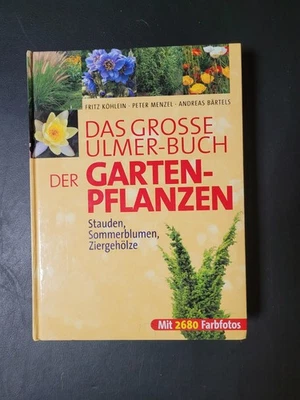 FRITZ KÖHLEIN · PETER MENZEL · ANDREAS BÄRTELS
DAS GROSSE
ULMER-BUCH
DER GARTEN-
PFLANZEN
Stauden,
Sommerblumen,
Ziergehölze
Mit 2680 Farbfotos